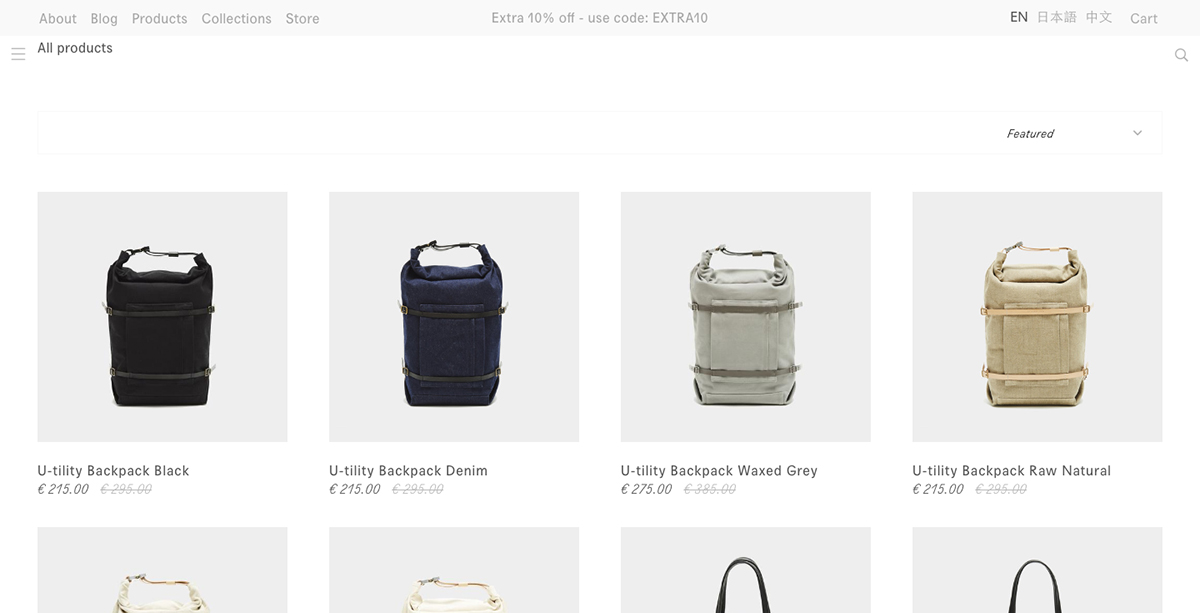 About Blog Products Collections Store
Extra 10% off - use code: EXTRA10
EN 日本語 中文 Cart
All products
Featured
U-tility Backpack Black
€ 215.00 € 295.00
U-tility Backpack Denim
€ 215.00 € 295.00
U-tility Backpack Waxed Grey
€ 275.00 € 385.00
U-tility Backpack Raw Natural
€ 215.00 € 295.00